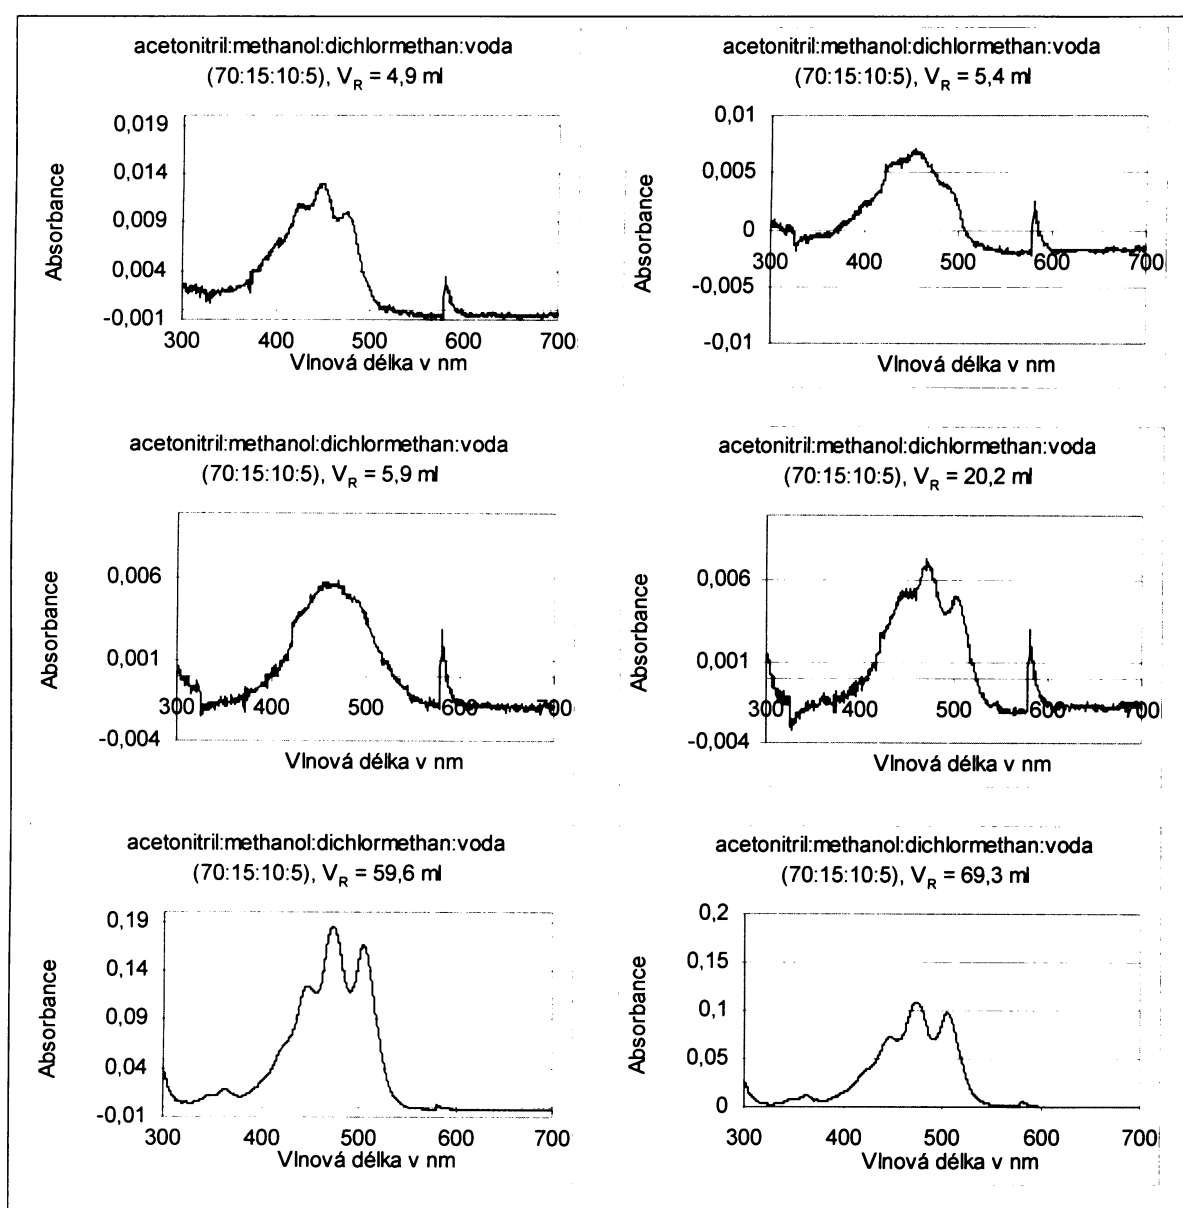 acetonitril:methanol:dichlormethan:voda
(70:15:10:5), V_R = 4,9 ml
0,019
0,014
0,009
0,004
-0,001
Absorbance
300 400 500 600 700
Vlnová délka v nm
acetonitril:methanol:dichlormethan:voda
(70:15:10:5), V_R = 5,4 ml
0,01
0,005
0
-0,005
-0,01
Absorbance
300 400 500 600 700
Vlnová délka v nm
acetonitril:methanol:dichlormethan:voda
(70:15:10:5), V_R = 5,9 ml
0,006
0,001
-0,004
Absorbance
300 400 500 600 700
Vlnová délka v nm
acetonitril:methanol:dichlormethan:voda
(70:15:10:5), V_R = 20,2 ml
0,006
0,001
-0,004
Absorbance
300 400 500 600 700
Vlnová délka v nm
acetonitril:methanol:dichlormethan:voda
(70:15:10:5), V_R = 59,6 ml
0,19
0,14
0,09
0,04
-0,01
Absorbance
300 400 500 600 700
Vlnová délka v nm
acetonitril:methanol:dichlormethan:voda
(70:15:10:5), V_R = 69,3 ml
0,2
0,15
0,1
0,05
0
Absorbance
300 400 500 600 700
Vlnová délka v nm